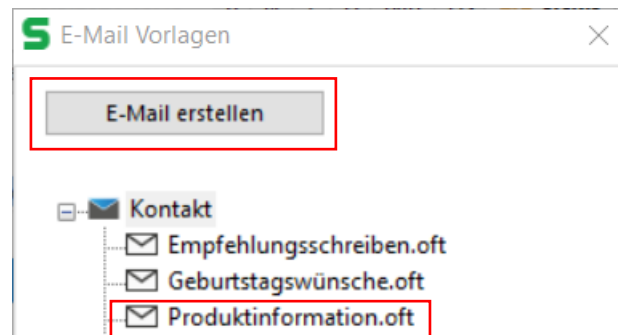 S E-Mail Vorlagen
E-Mail erstellen
Kontakt
Empfehlungsschreiben.oft
Geburtstagswünsche.oft
Produktinformation.oft